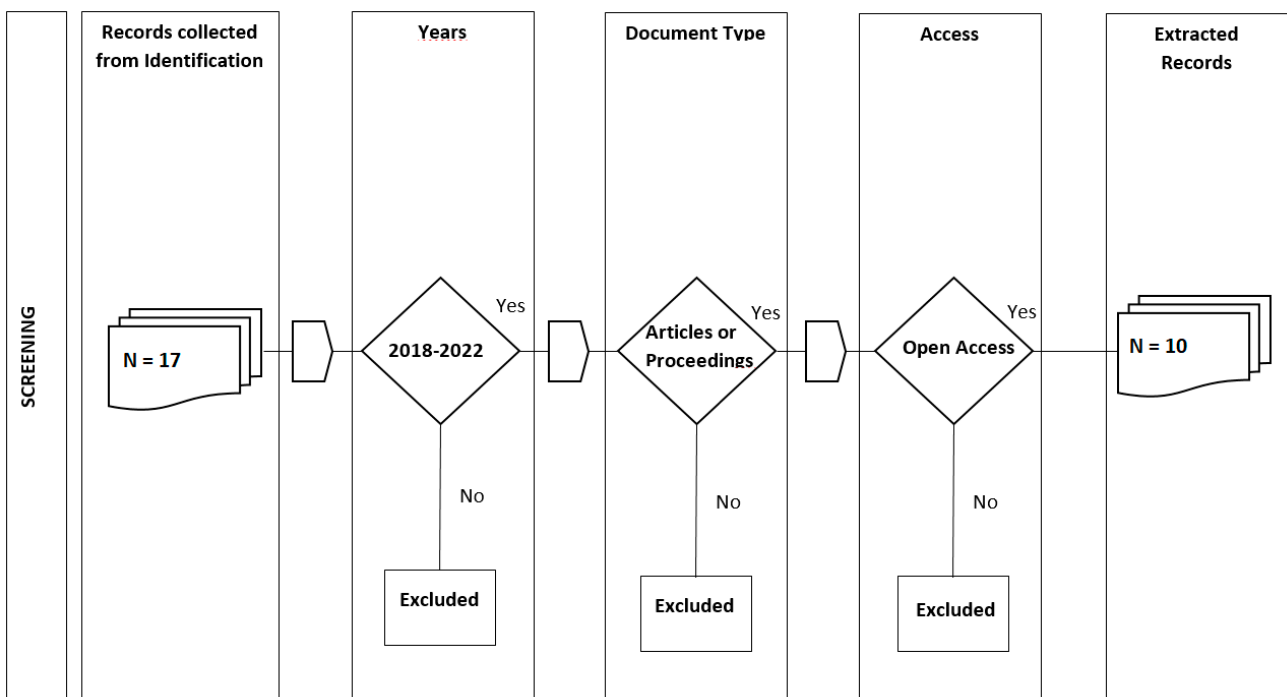 SCREENING
Records collected
from Identification
N = 17
Years
2018-2022
Yes
No
Excluded
Document Type
Articles or
Proceedings
Yes
No
Excluded
Access
Open Access
Yes
No
Excluded
Extracted
Records
N = 10